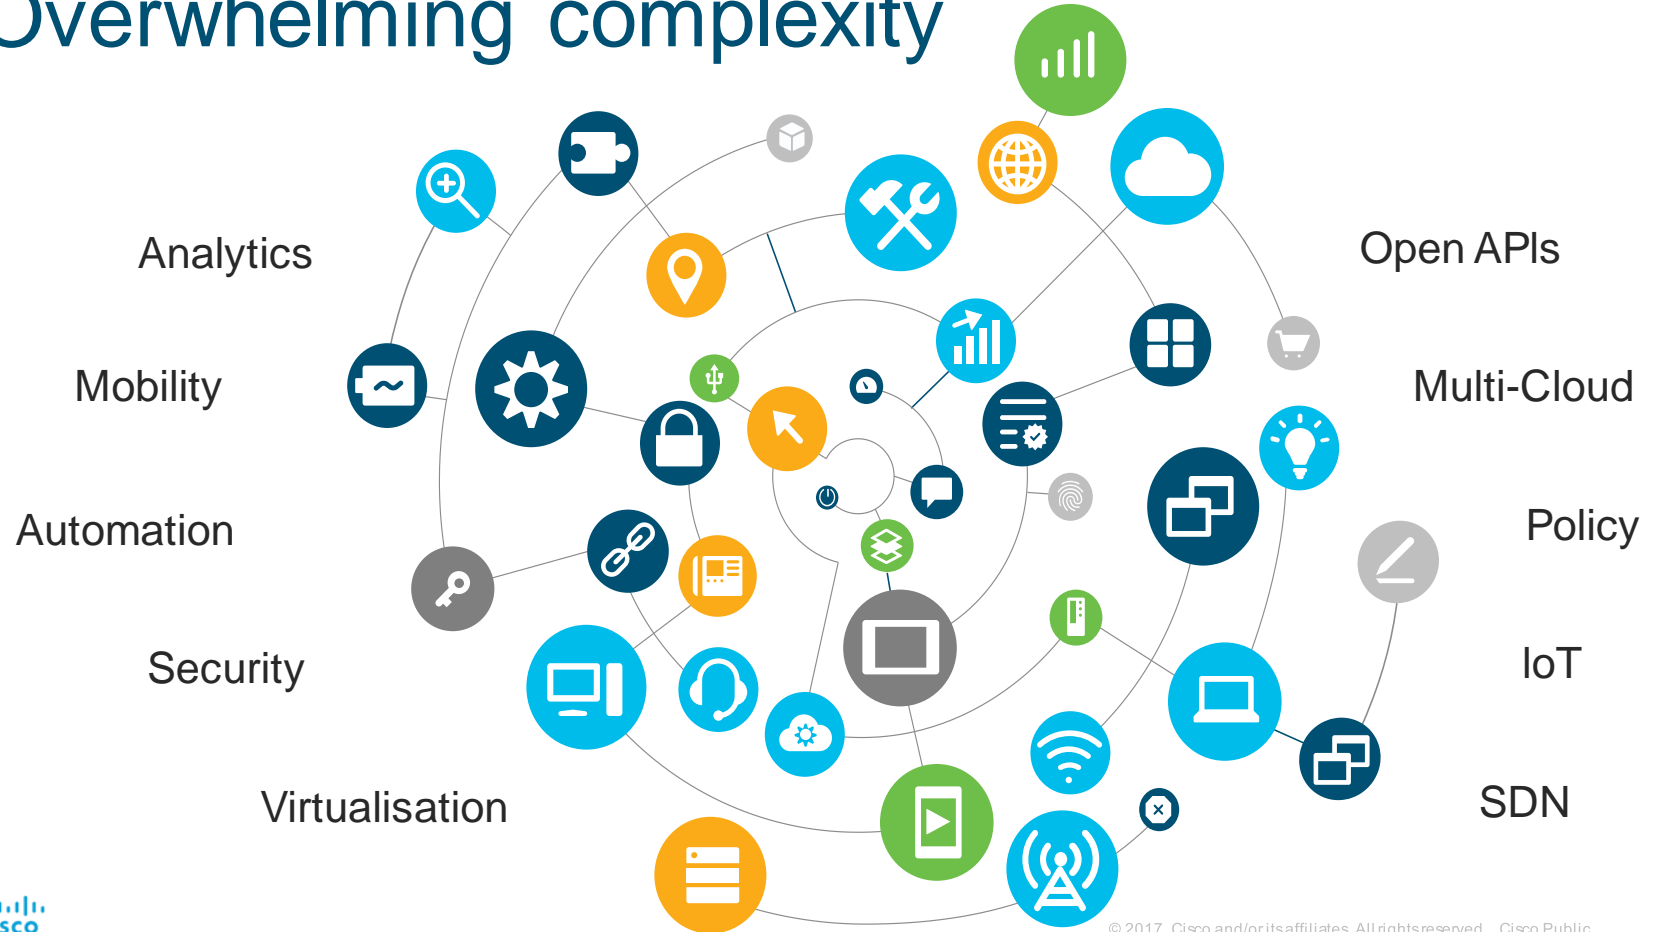 Overwhelming complexity
Analytics
Open APIs
Mobility
Multi-Cloud
Automation
Policy
Security
IoT
Virtualisation
SDN
© 2017 Cisco and/or its affiliates. All rights reserved. Cisco Public